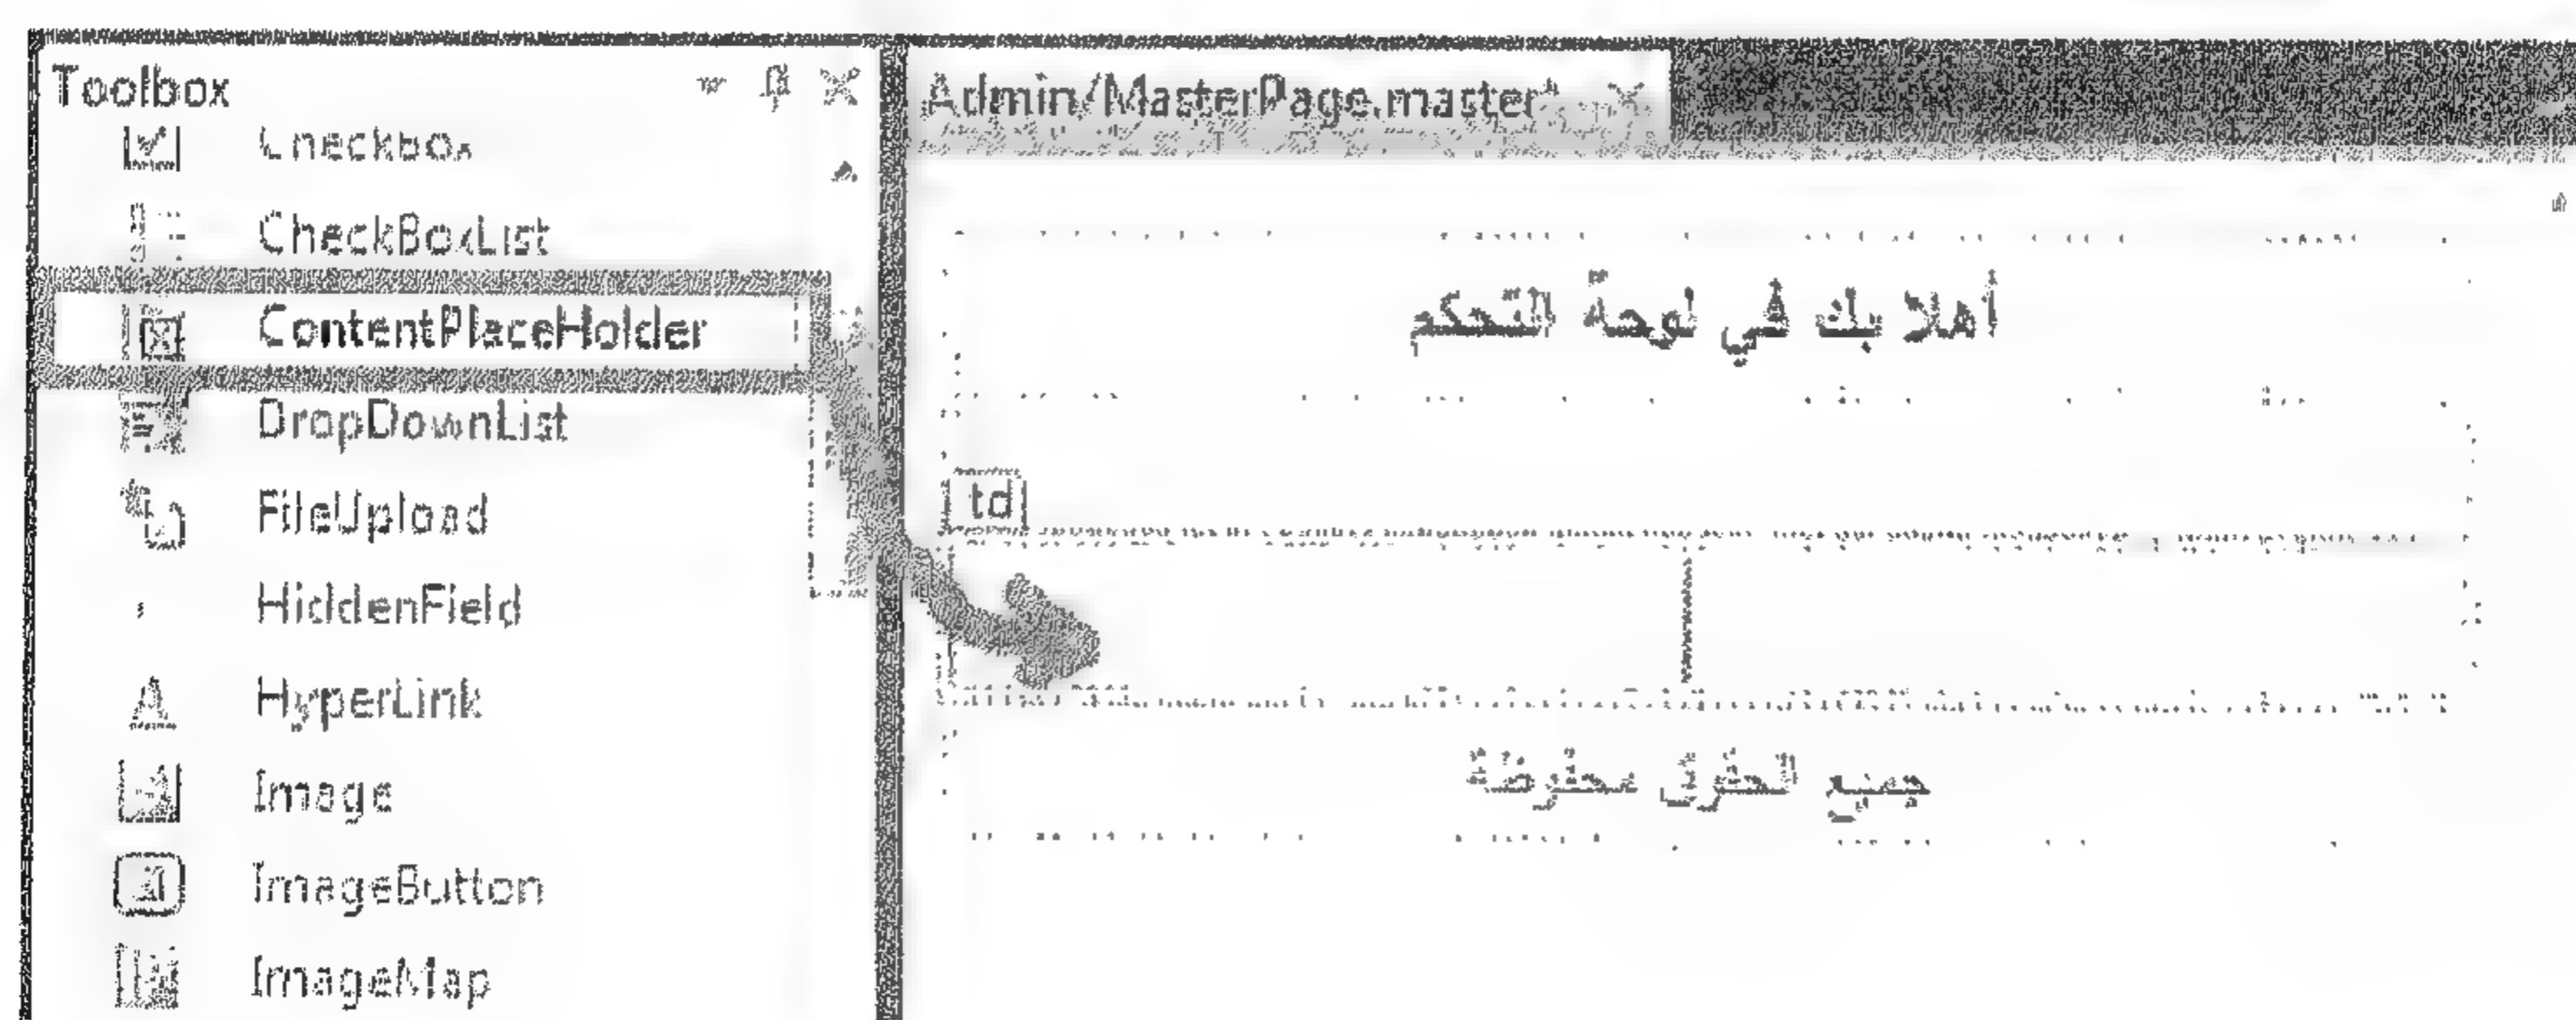 Toolbox
Admin/MasterPage.master*
Checkbox
CheckBoxList
ContentPlaceHolder
DropDownList
FileUpload
HiddenField
HyperLink
Image
ImageButton
ImageMap
أهلا بك في لوحة التحكم
td
جميع الحقوق محفوظة